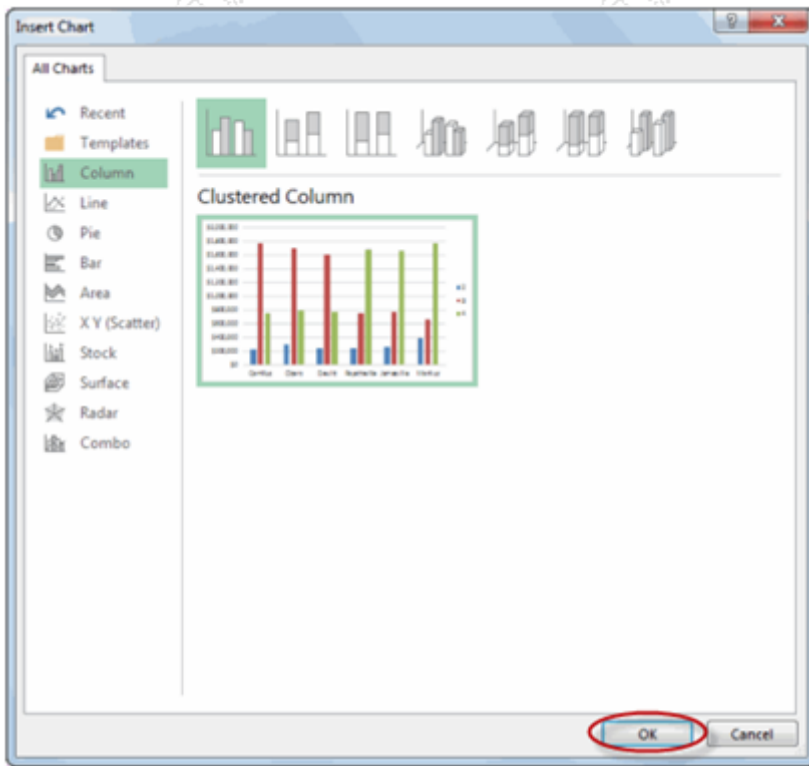 Insert Chart
All Charts
Recent
Templates
Column
Line
Pie
Bar
Area
X Y (Scatter)
Stock
Surface
Radar
Combo
Clustered Column
$0
OK
Cancel